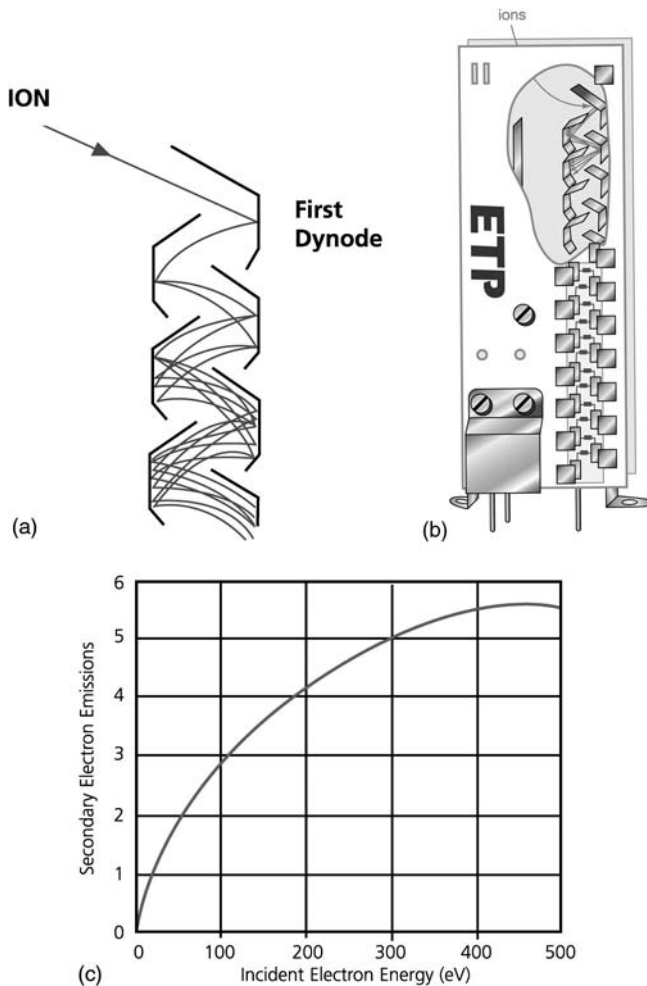 ION
First
Dynode
(a)
ions
ETP
(b)
Secondary Electron Emissions
6
5
4
3
2
1
0
0 100 200 300 400 500
Incident Electron Energy (eV)
(c)